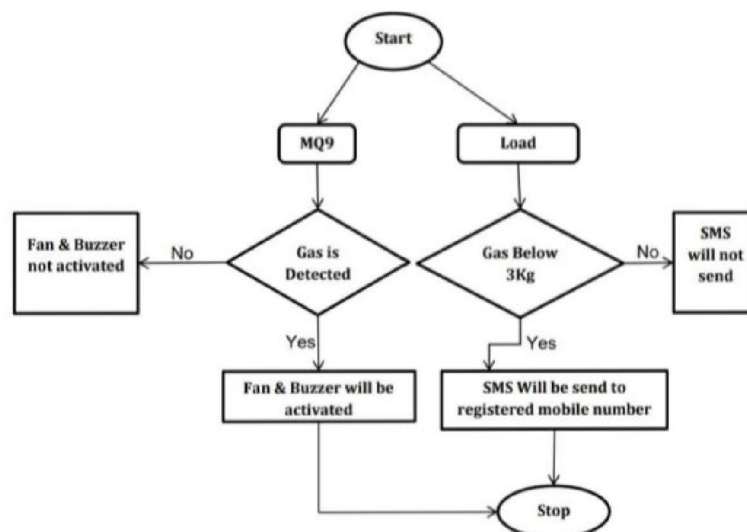 Start
MQ9
Load
Fan & Buzzer
not activated
No
Gas is
Detected
Gas Below
3Kg
No
SMS
will not
send
Yes
Yes
Fan & Buzzer will be
activated
SMS Will be send to
registered mobile number
Stop